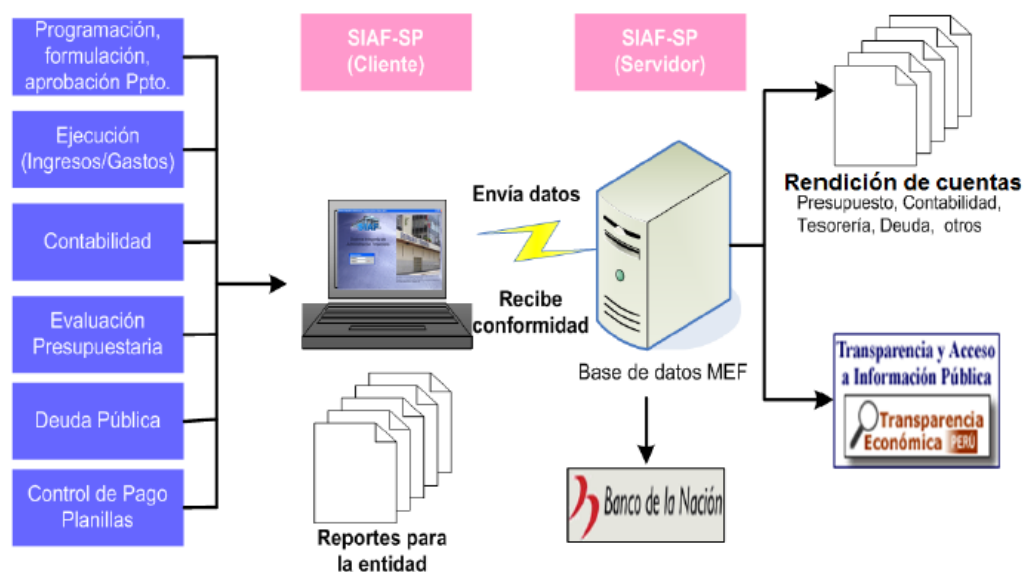 Programación,
formulación,
aprobación Ppto.
Ejecución
(Ingresos/Gastos)
Contabilidad
Evaluación
Presupuestaria
Deuda Pública
Control de Pago
Planillas
SIAF-SP
(Cliente)
SIAF
Reportes para
la entidad
Envía datos
Recibe
conformidad
SIAF-SP
(Servidor)
Base de datos MEF
Banco de la Nación
Rendición de cuentas
Presupuesto, Contabilidad,
Tesorería, Deuda, otros
Transparencia y Acceso
a Información Pública
Transparencia
Económica PERÚ